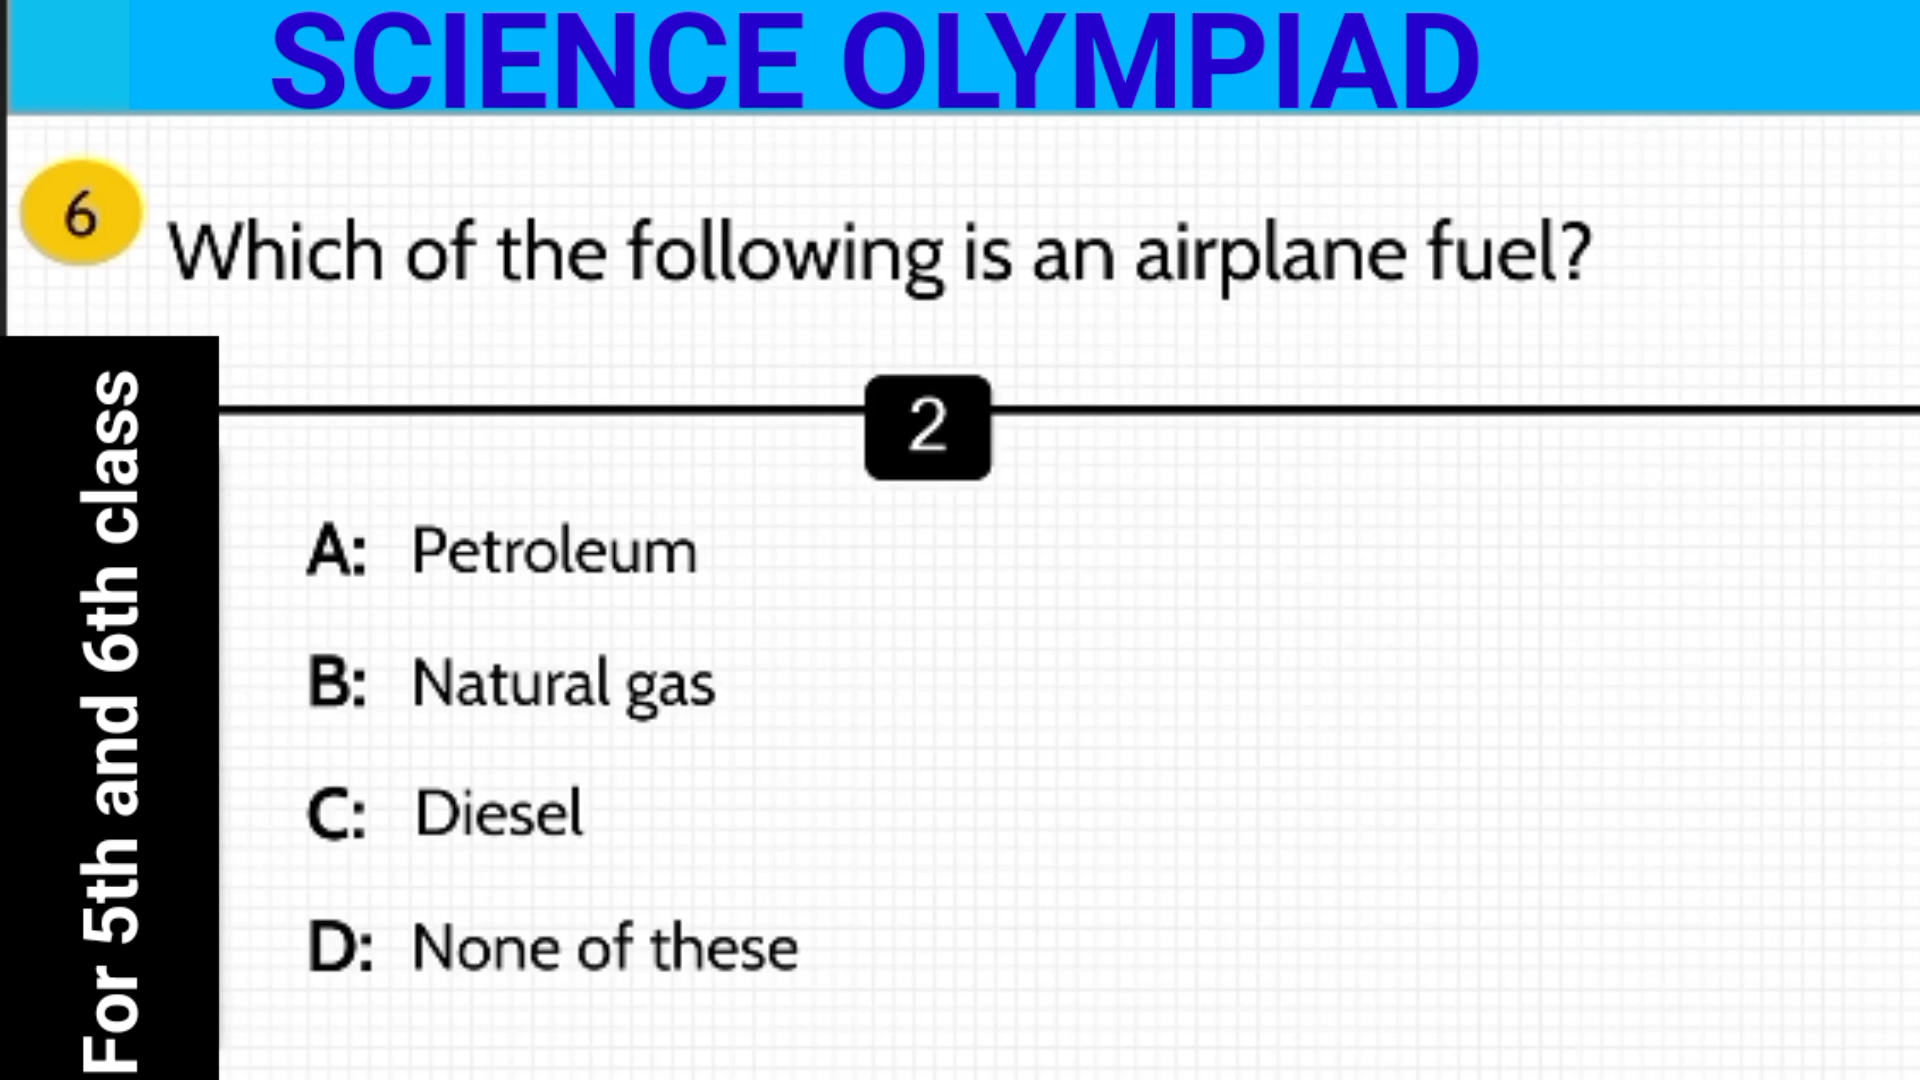 SCIENCE OLYMPIAD
6
Which of the following is an airplane fuel?
2
For 5th and 6th class
A: Petroleum
B: Natural gas
C: Diesel
D: None of these